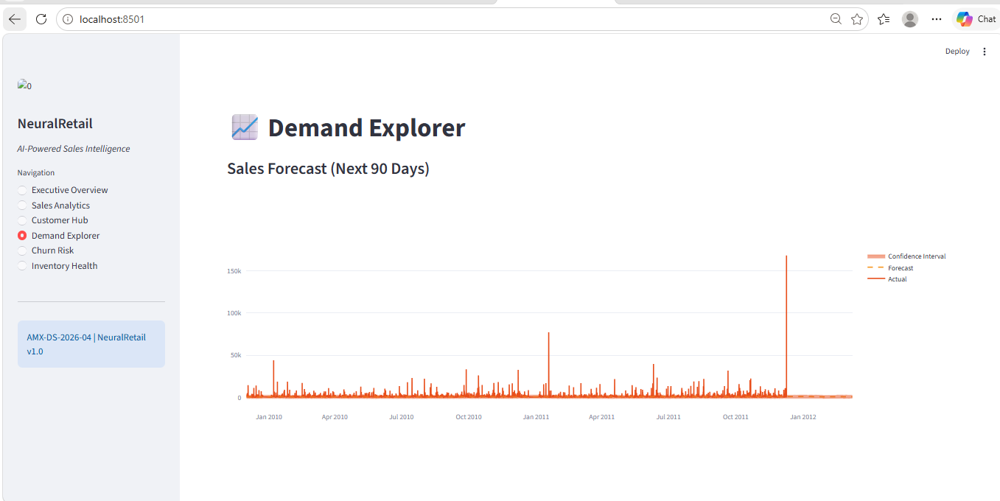 localhost:8501
Chat
Deploy
0
NeuralRetail
AI-Powered Sales Intelligence
Navigation
Executive Overview
Sales Analytics
Customer Hub
Demand Explorer
Churn Risk
Inventory Health
AMX-DS-2026-04 | NeuralRetail
v1.0
Demand Explorer
Sales Forecast (Next 90 Days)
150k
100k
50k
0
Jan 2010
Apr 2010
Jul 2010
Oct 2010
Jan 2011
Apr 2011
Jul 2011
Oct 2011
Jan 2012
Confidence Interval
Forecast
Actual